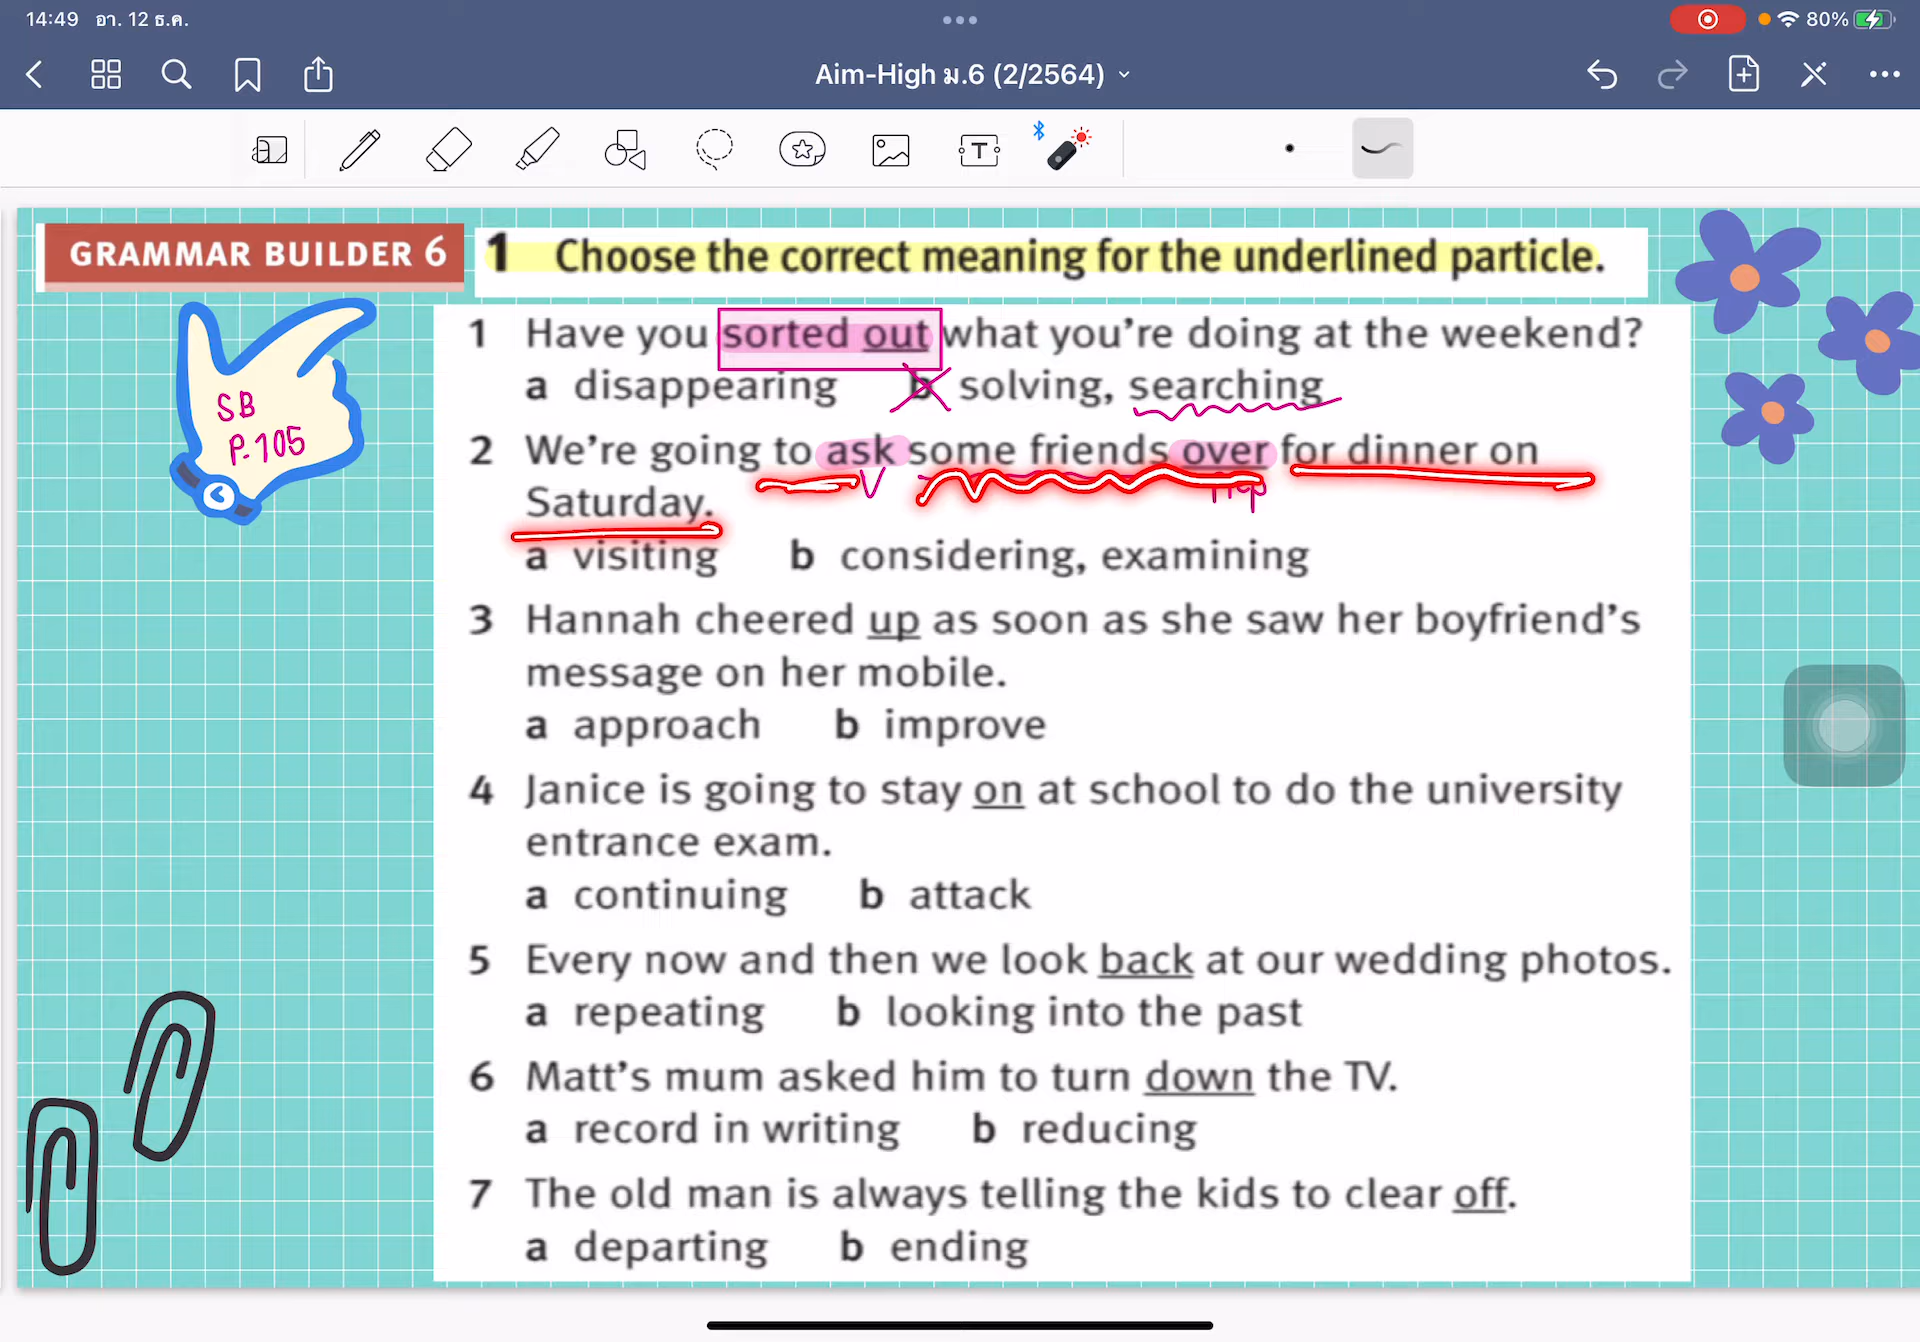 14:49 อา. 12 ธ.ค.
80%
Aim-High ม.6 (2/2564)
GRAMMAR BUILDER 6
1 Choose the correct meaning for the underlined particle.
SB
P.105
1 Have you sorted out what you're doing at the weekend?
a disappearing b solving, searching
2 We're going to ask some friends over for dinner on
V
Saturday.
a visiting b considering, examining
3 Hannah cheered up as soon as she saw her boyfriend's
message on her mobile.
a approach b improve
4 Janice is going to stay on at school to do the university
entrance exam.
a continuing b attack
5 Every now and then we look back at our wedding photos.
a repeating b looking into the past
6 Matt's mum asked him to turn down the TV.
a record in writing b reducing
7 The old man is always telling the kids to clear off.
a departing b ending